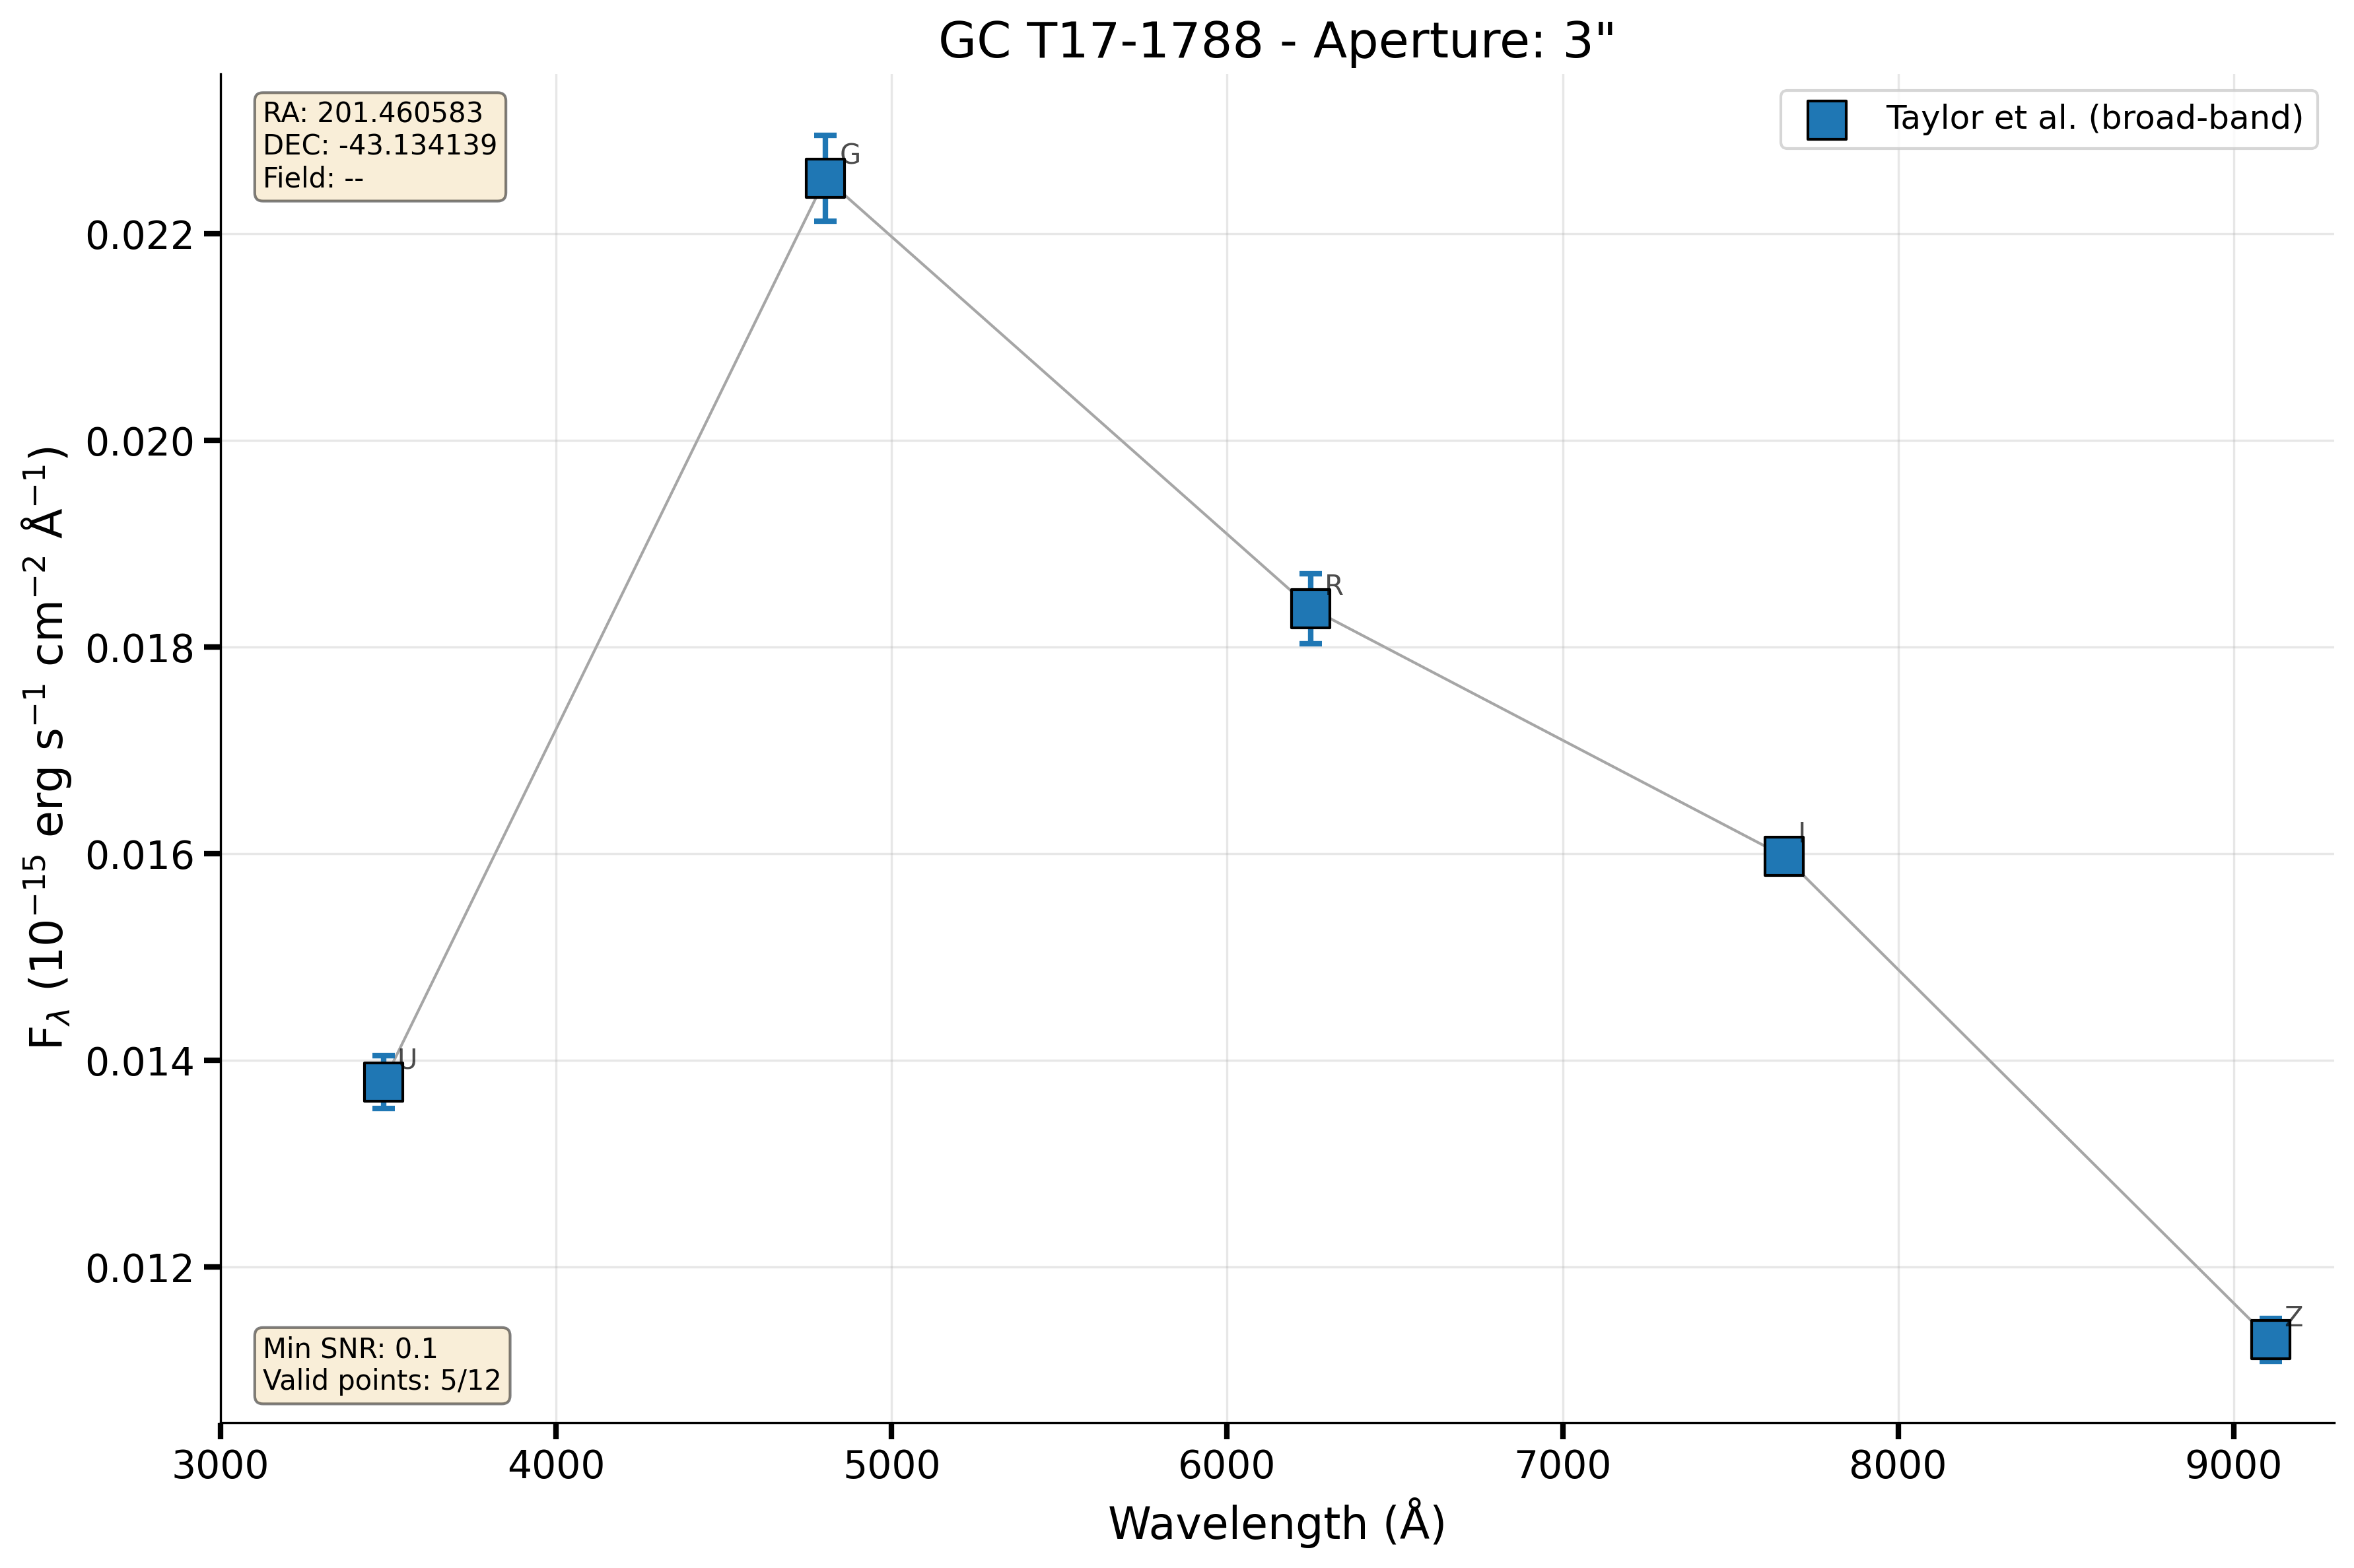 GC T17-1788 - Aperture: 3"
RA: 201.460583
DEC: -43.134139
Field: --
Taylor et al. (broad-band)
G
R
I
U
Z
0.022
0.020
0.018
0.016
0.014
0.012
F_λ (10⁻¹⁵ erg s⁻¹ cm⁻² Å⁻¹)
Min SNR: 0.1
Valid points: 5/12
3000 4000 5000 6000 7000 8000 9000
Wavelength (Å)